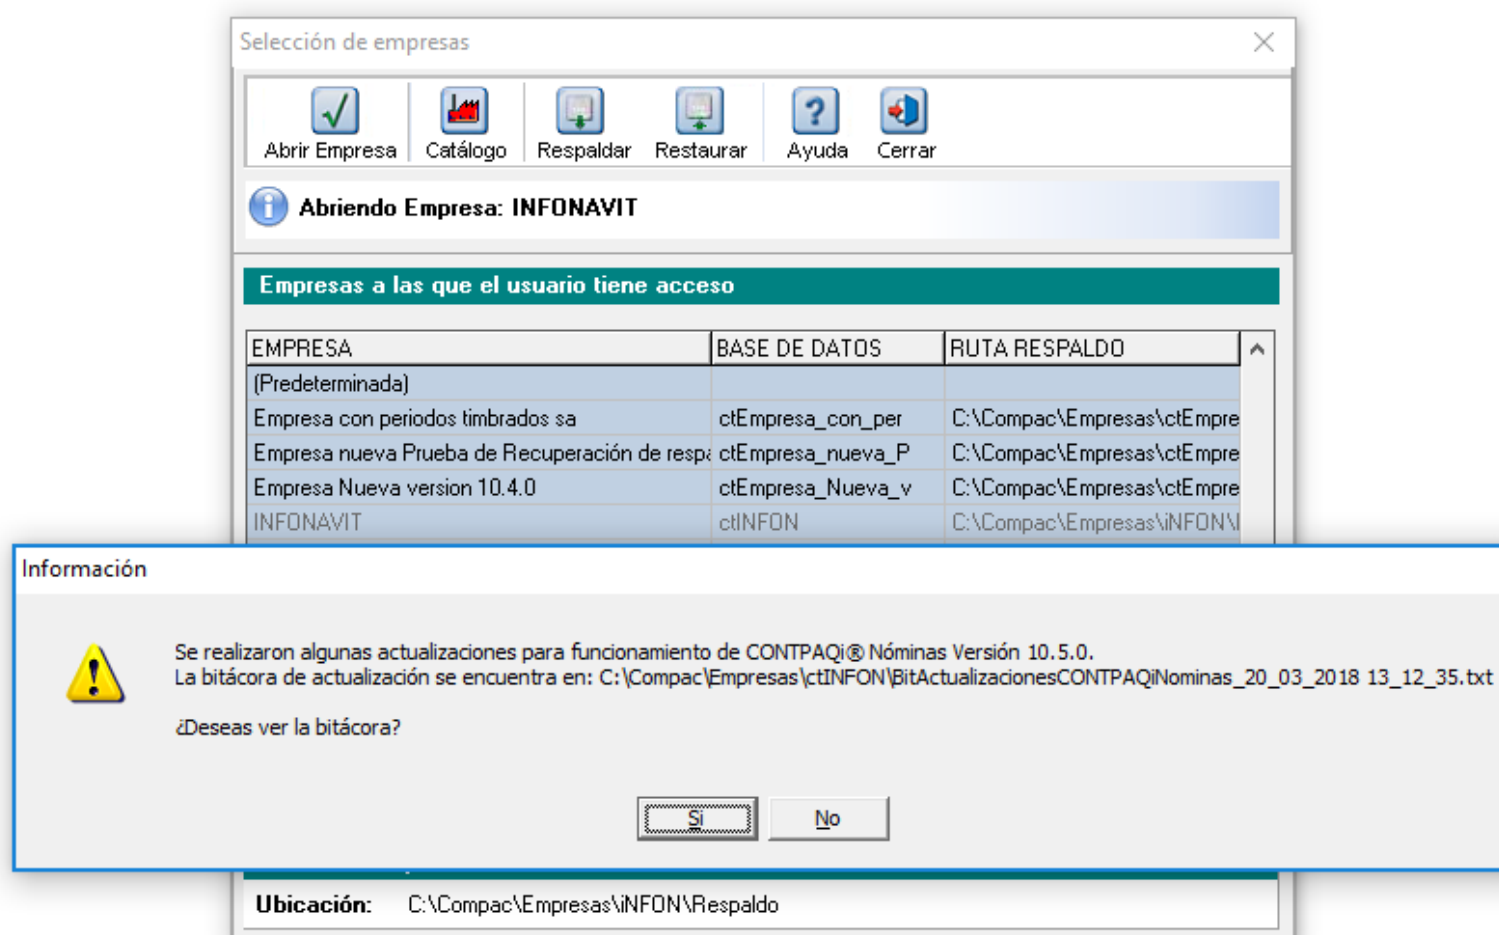 Selección de empresas
Abrir Empresa Catálogo Respaldar Restaurar Ayuda Cerrar
Abriendo Empresa: INFONAVIT
Empresas a las que el usuario tiene acceso
EMPRESA BASE DE DATOS RUTA RESPALDO
(Predeterminada)
Empresa con periodos timbrados sa ctEmpresa_con_per C:\Compac\Empresas\ctEmpre
Empresa nueva Prueba de Recuperación de respa ctEmpresa_nueva_P C:\Compac\Empresas\ctEmpre
Empresa Nueva version 10.4.0 ctEmpresa_Nueva_v C:\Compac\Empresas\ctEmpre
INFONAVIT ctINFON C:\Compac\Empresas\iNFON\
Información
Se realizaron algunas actualizaciones para funcionamiento de CONTPAQi® Nóminas Versión 10.5.0.
La bitácora de actualización se encuentra en: C:\Compac\Empresas\ctINFON\BitActualizacionesCONTPAQiNominas_20_03_2018 13_12_35.txt
¿Deseas ver la bitácora?
Si No
Ubicación: C:\Compac\Empresas\iNFON\Respaldo